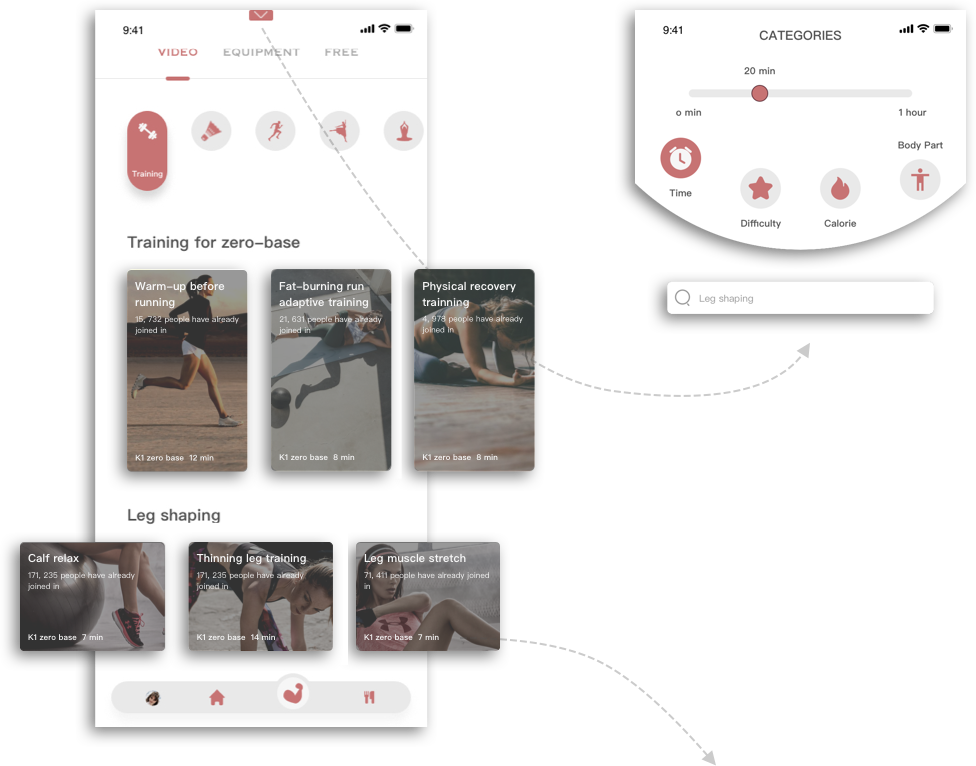 9:41
VIDEO EQUIPMENT FREE
Training
Training for zero-base
Warm-up before
running
15, 732 people have already
joined in
K1 zero base 12 min
Fat-burning run
adaptive training
21, 631 people have already
joined in
K1 zero base 8 min
Physical recovery
trainning
4, 978 people have already
joined in
K1 zero base 8 min
Leg shaping
Calf relax
171, 235 people have already
joined in
K1 zero base 7 min
Thinning leg training
171, 235 people have already
joined in
K1 zero base 14 min
Leg muscle stretch
71, 411 people have already
joined in
K1 zero base 7 min
9:41
CATEGORIES
20 min
o min 1 hour
Time
Difficulty
Calorie
Body Part
Leg shaping